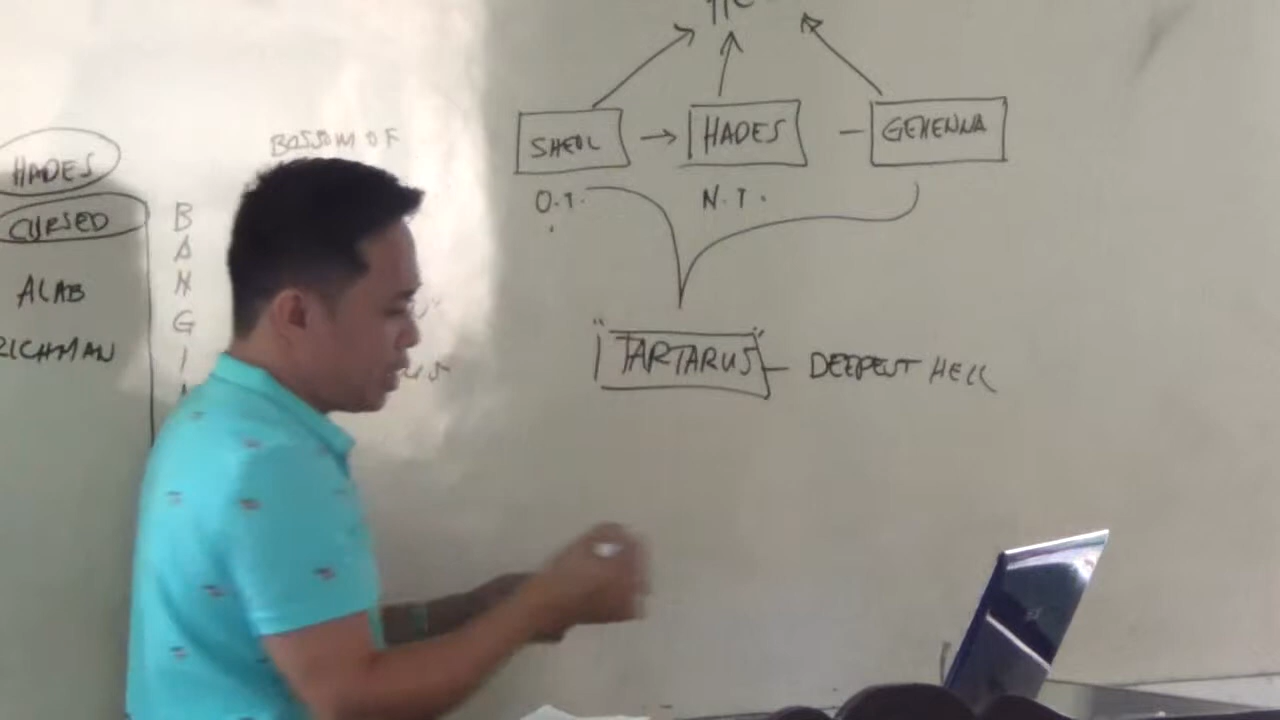 HADES
CURSED
ALAB
RICHMAN
BOSSOM OF
B
A
N
G
I
SHEOL
HADES
GEHENNA
O.T.
N.T.
"TARTARUS" - DEEPEST HELL